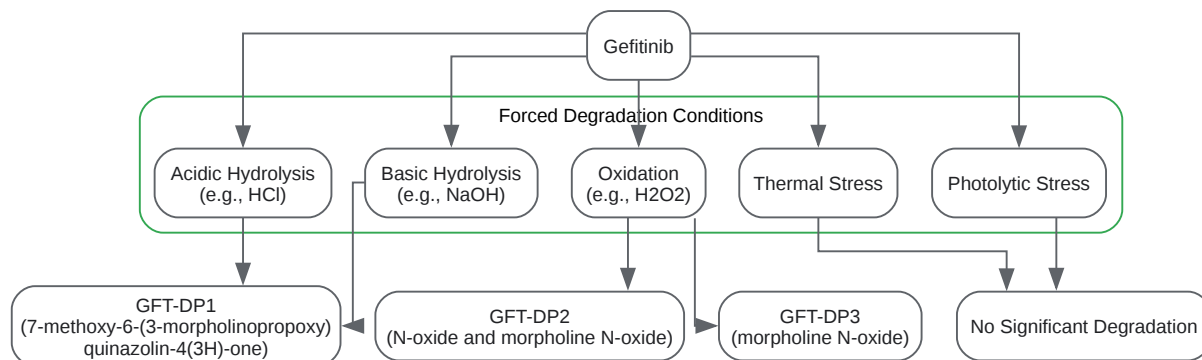 Gefitinib
Forced Degradation Conditions
Acidic Hydrolysis
(e.g., HCl)
Basic Hydrolysis
(e.g., NaOH)
Oxidation
(e.g., H2O2)
Thermal Stress
Photolytic Stress
GFT-DP1
(7-methoxy-6-(3-morpholinopropoxy)
quinazolin-4(3H)-one)
GFT-DP2
(N-oxide and morpholine N-oxide)
GFT-DP3
(morpholine N-oxide)
No Significant Degradation